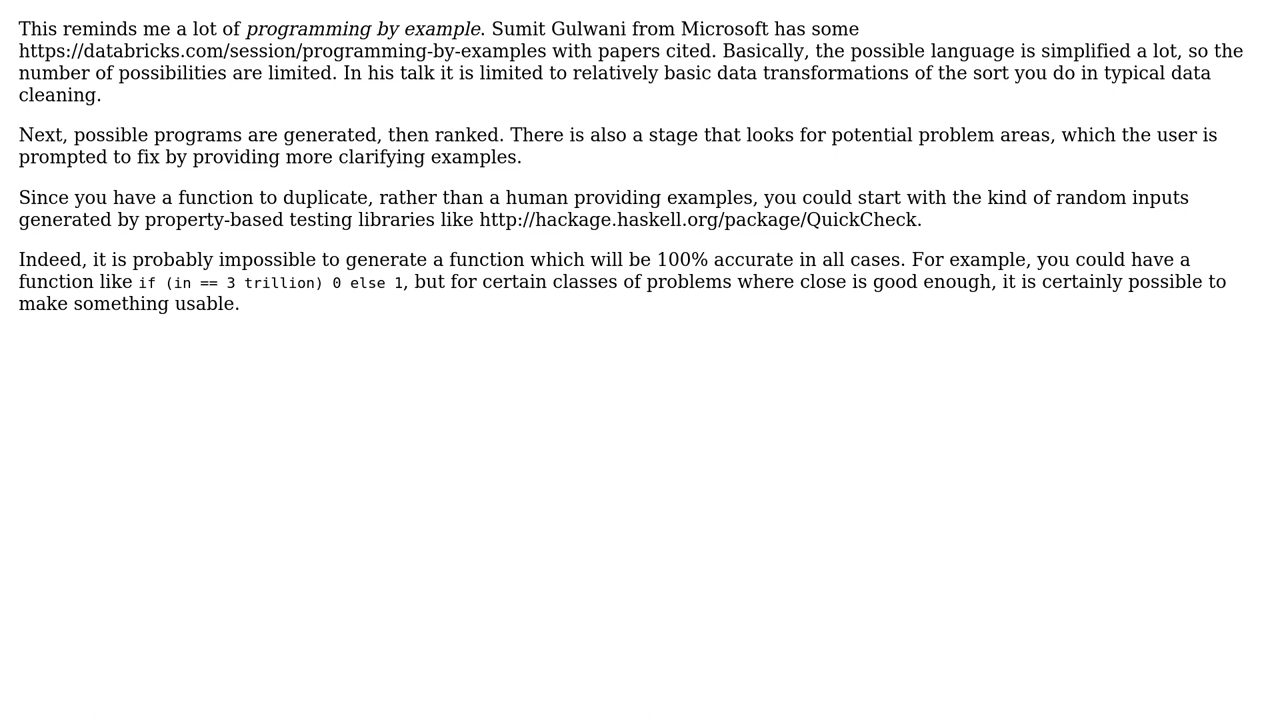 This reminds me a lot of programming by example. Sumit Gulwani from Microsoft has some
https://databricks.com/session/programming-by-examples with papers cited. Basically, the possible language is simplified a lot, so the
number of possibilities are limited. In his talk it is limited to relatively basic data transformations of the sort you do in typical data
cleaning.
Next, possible programs are generated, then ranked. There is also a stage that looks for potential problem areas, which the user is
prompted to fix by providing more clarifying examples.
Since you have a function to duplicate, rather than a human providing examples, you could start with the kind of random inputs
generated by property-based testing libraries like http://hackage.haskell.org/package/QuickCheck.
Indeed, it is probably impossible to generate a function which will be 100% accurate in all cases. For example, you could have a
function like if (in == 3 trillion) 0 else 1, but for certain classes of problems where close is good enough, it is certainly possible to
make something usable.